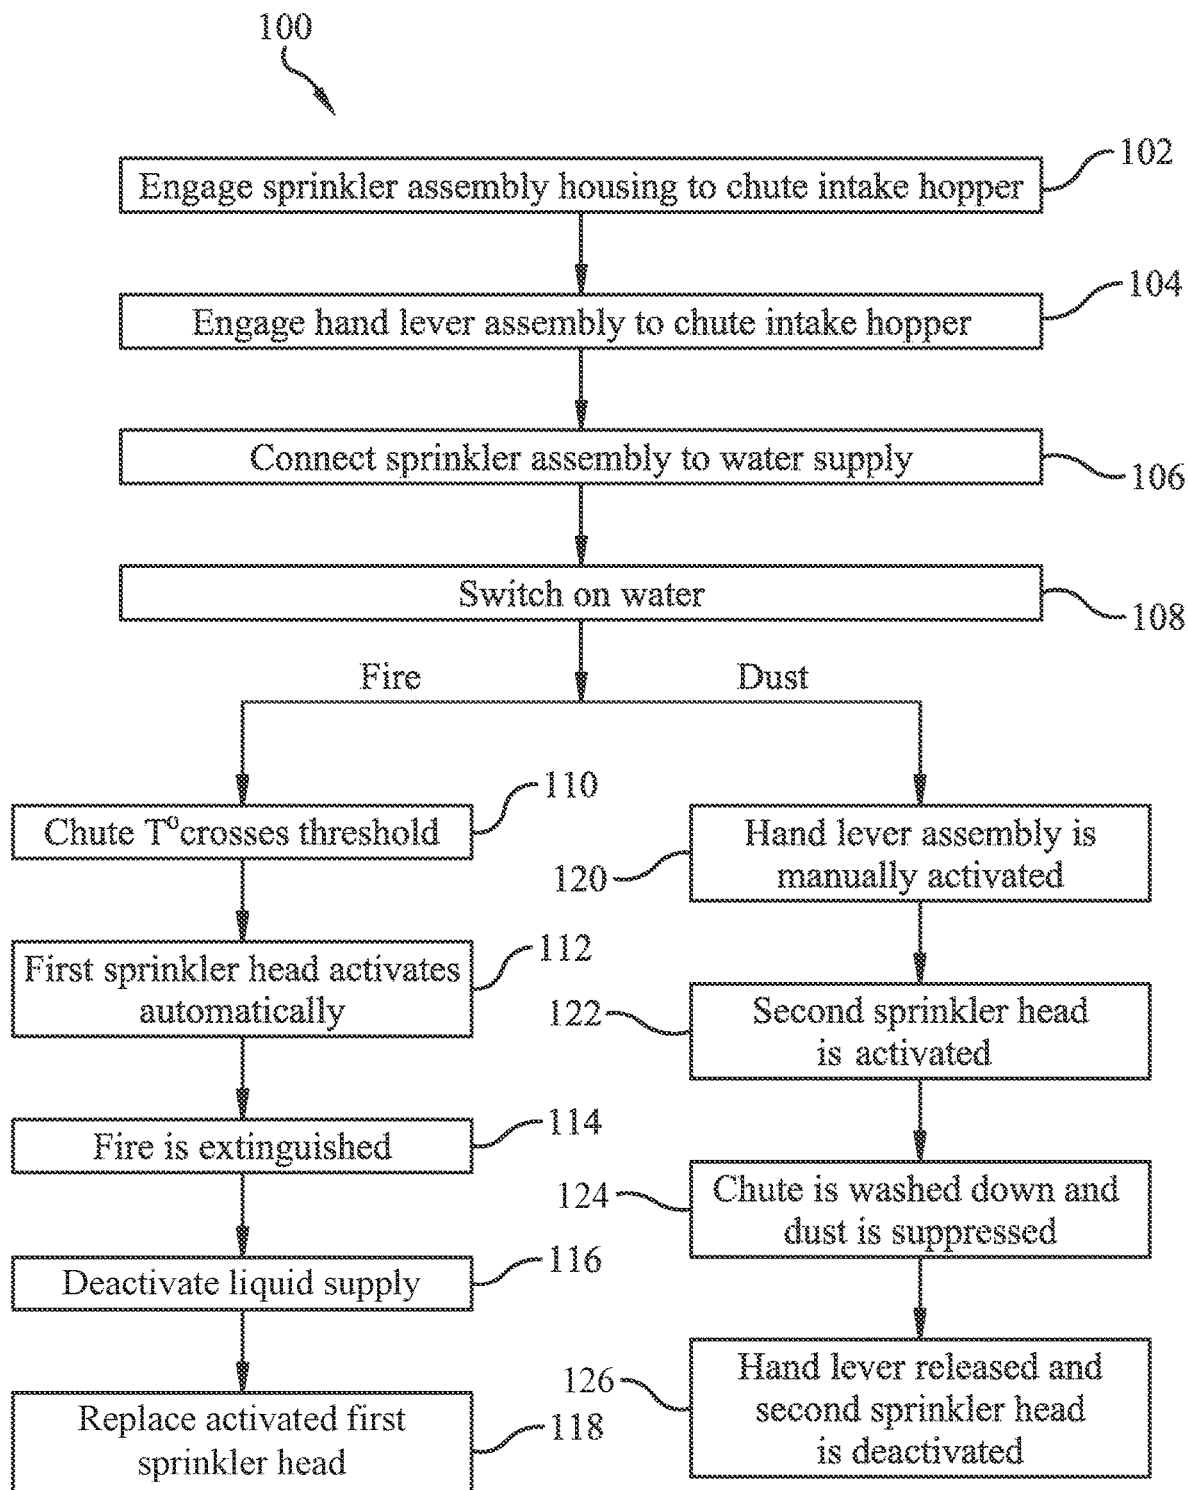 100
Engage sprinkler assembly housing to chute intake hopper
102
Engage hand lever assembly to chute intake hopper
104
Connect sprinkler assembly to water supply
106
Switch on water
108
Fire
Dust
Chute T°crosses threshold
110
First sprinkler head activates
automatically
112
Fire is extinguished
114
Deactivate liquid supply
116
Replace activated first
sprinkler head
118
Hand lever assembly is
manually activated
120
Second sprinkler head
is activated
122
Chute is washed down and
dust is suppressed
124
Hand lever released and
second sprinkler head
is deactivated
126